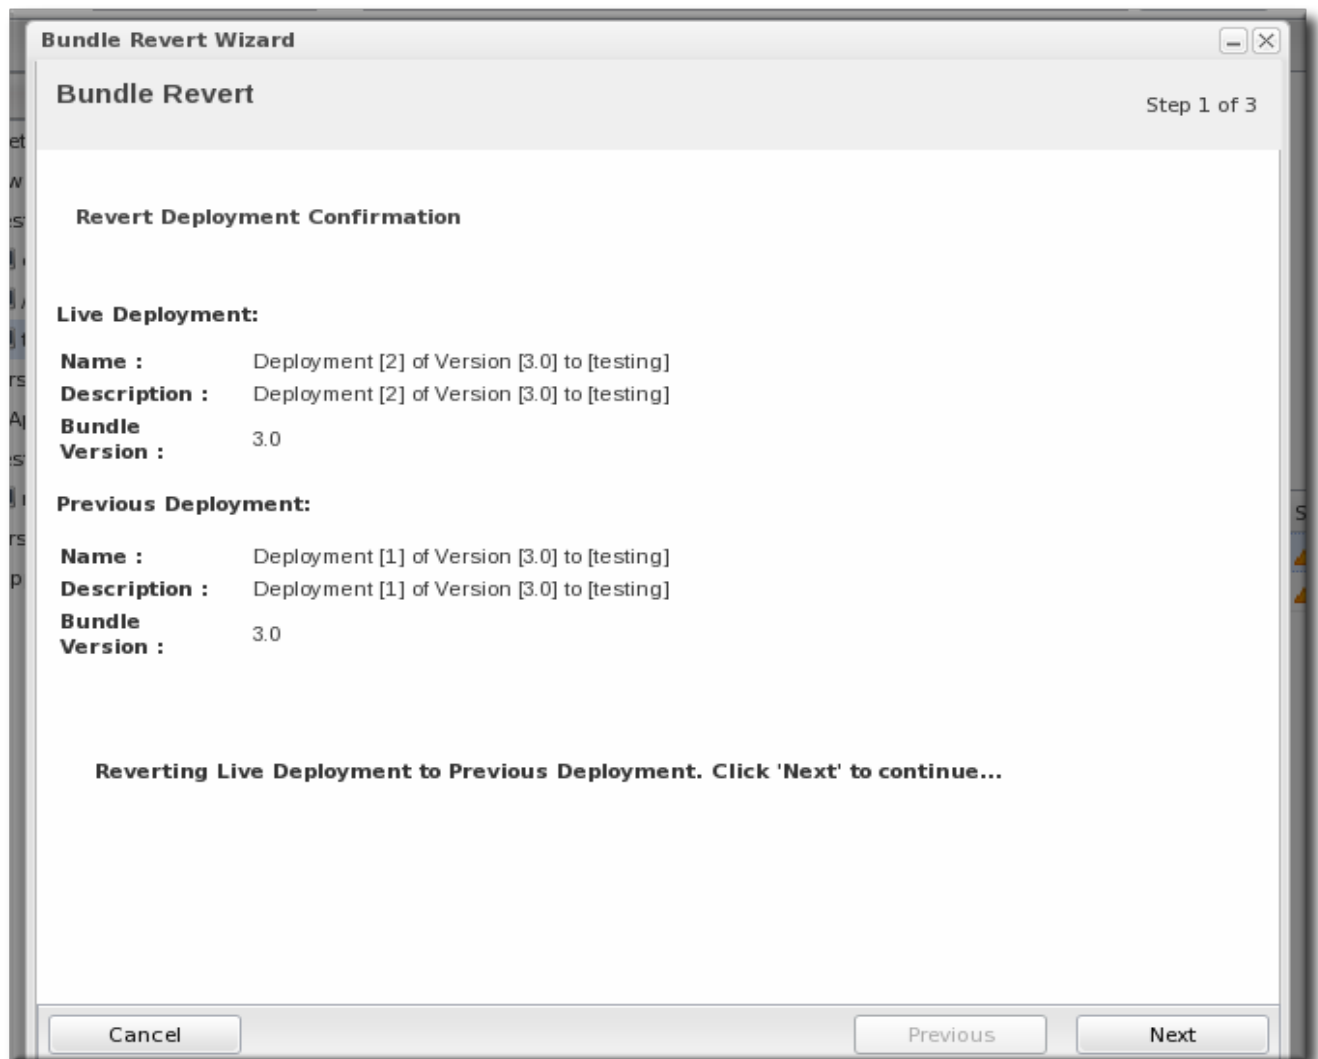 Bundle Revert Wizard
Bundle Revert
Step 1 of 3
Revert Deployment Confirmation
Live Deployment:
Name : Deployment [2] of Version [3.0] to [testing]
Description : Deployment [2] of Version [3.0] to [testing]
Bundle
Version : 3.0
Previous Deployment:
Name : Deployment [1] of Version [3.0] to [testing]
Description : Deployment [1] of Version [3.0] to [testing]
Bundle
Version : 3.0
Reverting Live Deployment to Previous Deployment. Click 'Next' to continue...
Cancel Previous Next